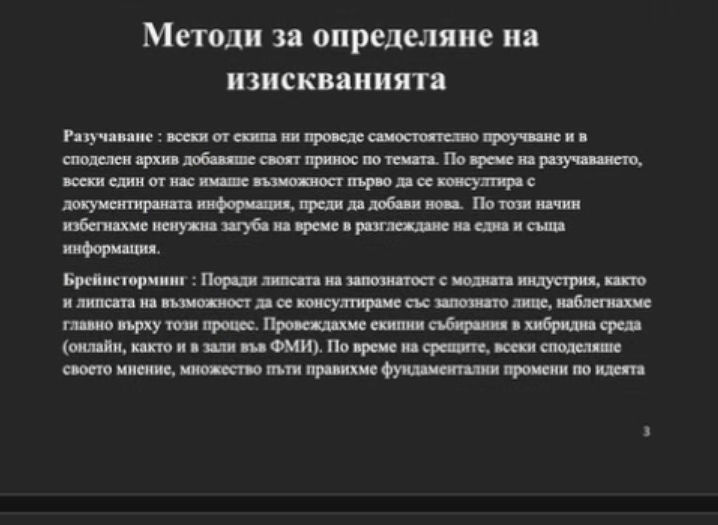 Методи за определяне на
изискванията
Разучаване : всеки от екипа ни проведе самостоятелно проучване и в
споделен архив добавяше своят принос по темата. По време на разучаването,
всеки един от нас имаше възможност първо да се консултира с
документираната информация, преди да добави нова. По този начин
избегнахме ненужна загуба на време в разглеждане на една и съща
информация.
Брейнсторминг : Поради липсата на запознатост с модната индустрия, както
и липсата на възможност да се консултираме със запознато лице, наблегнахме
главно върху този процес. Провеждахме екипни събирания в хибридна среда
(онлайн, както и в зали във ФМИ). По време на срещите, всеки споделяше
своето мнение, множество пъти правихме фундаментални промени по идеята
3